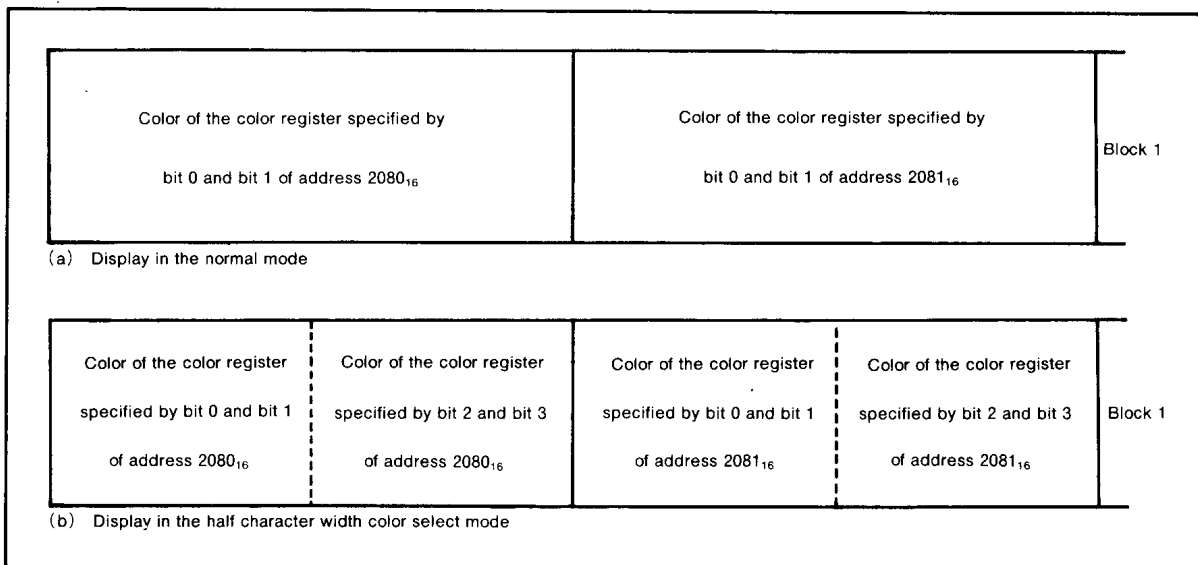 Color of the color register specified by
bit 0 and bit 1 of address 2080₁₆
Color of the color register specified by
bit 0 and bit 1 of address 2081₁₆
Block 1
(a) Display in the normal mode
Color of the color register
specified by bit 0 and bit 1
of address 2080₁₆
Color of the color register
specified by bit 2 and bit 3
of address 2080₁₆
Color of the color register
specified by bit 0 and bit 1
of address 2081₁₆
Color of the color register
specified by bit 2 and bit 3
of address 2081₁₆
Block 1
(b) Display in the half character width color select mode